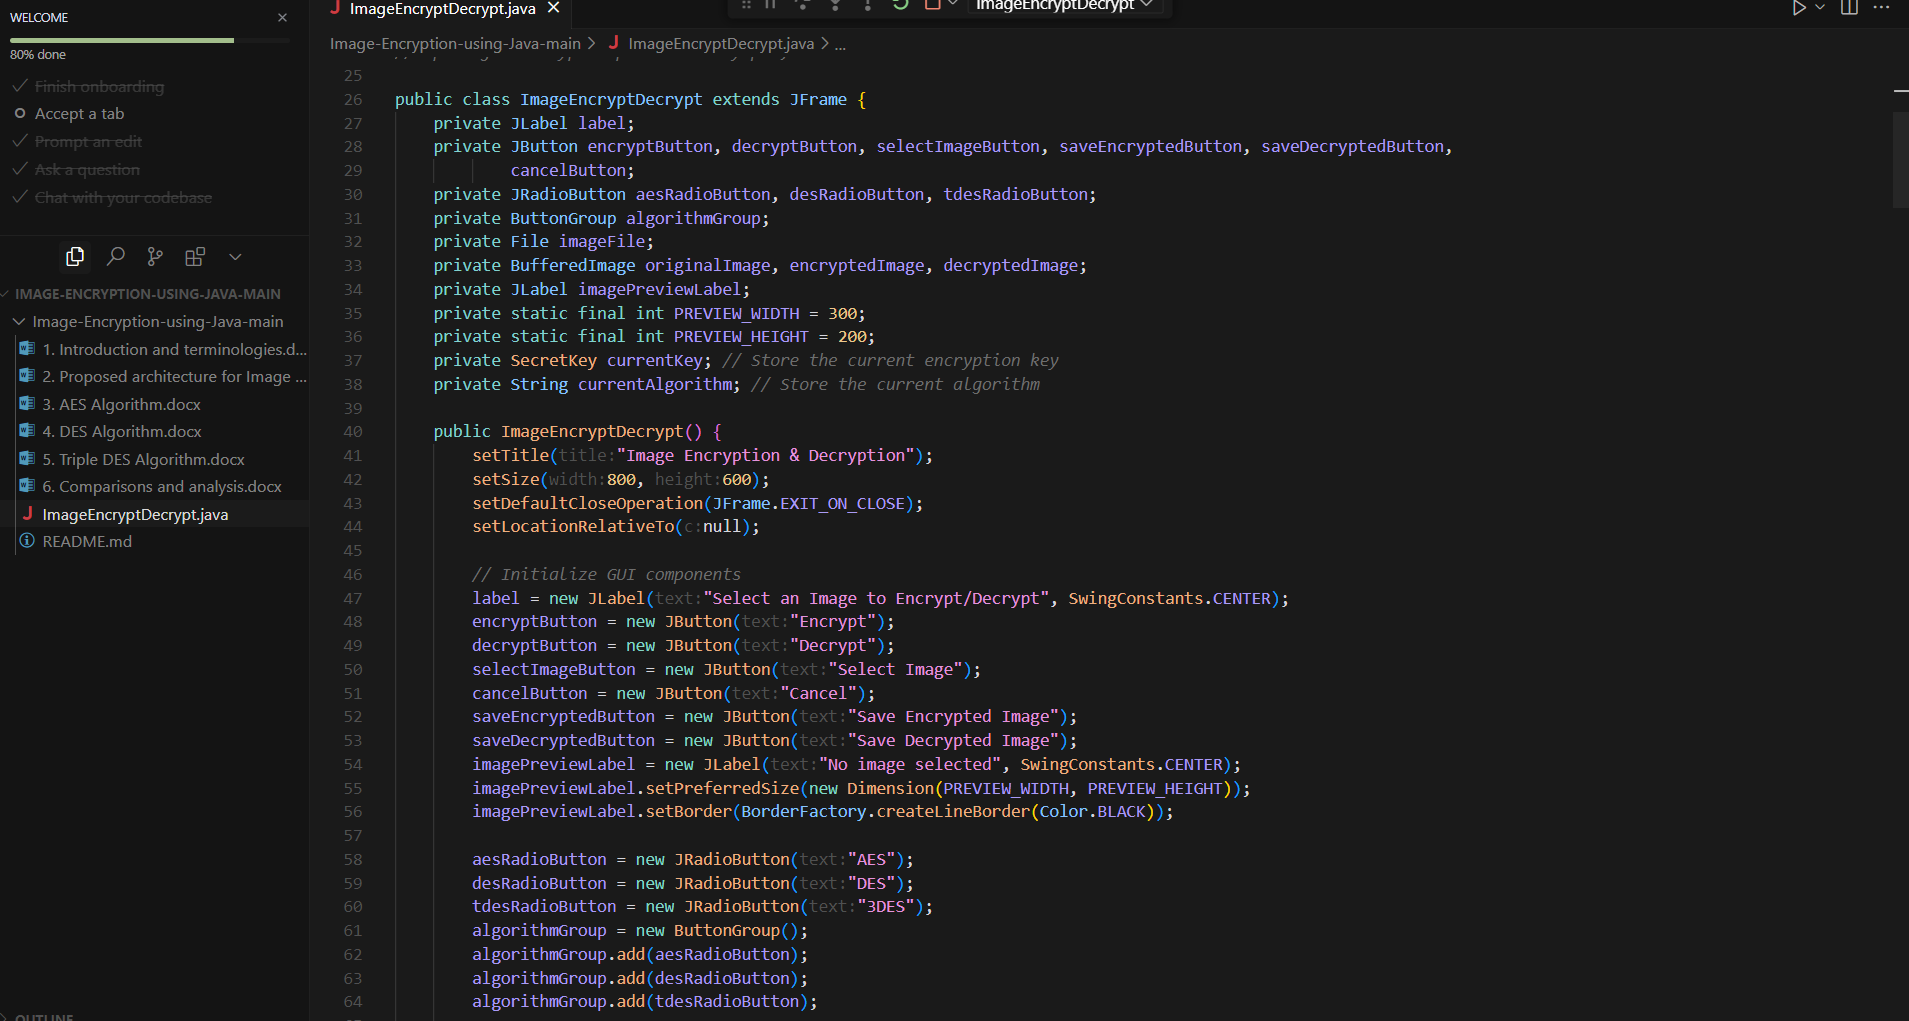 WELCOME
80% done
Finish onboarding
Accept a tab
Prompt an edit
Ask a question
Chat with your codebase
IMAGE-ENCRYPTION-USING-JAVA-MAIN
Image-Encryption-using-Java-main
1. Introduction and terminologies.d...
2. Proposed architecture for Image ...
3. AES Algorithm.docx
4. DES Algorithm.docx
5. Triple DES Algorithm.docx
6. Comparisons and analysis.docx
ImageEncryptDecrypt.java
README.md
OUTLINE
ImageEncryptDecrypt.java
ImageEncryptDecrypt
Image-Encryption-using-Java-main > ImageEncryptDecrypt.java > ...
25
26 public class ImageEncryptDecrypt extends JFrame {
27 private JLabel label;
28 private JButton encryptButton, decryptButton, selectImageButton, saveEncryptedButton, saveDecryptedButton,
29 cancelButton;
30 private JRadioButton aesRadioButton, desRadioButton, tdesRadioButton;
31 private ButtonGroup algorithmGroup;
32 private File imageFile;
33 private BufferedImage originalImage, encryptedImage, decryptedImage;
34 private JLabel imagePreviewLabel;
35 private static final int PREVIEW_WIDTH = 300;
36 private static final int PREVIEW_HEIGHT = 200;
37 private SecretKey currentKey; // Store the current encryption key
38 private String currentAlgorithm; // Store the current algorithm
39
40 public ImageEncryptDecrypt() {
41 setTitle(title:"Image Encryption & Decryption");
42 setSize(width:800, height:600);
43 setDefaultCloseOperation(JFrame.EXIT_ON_CLOSE);
44 setLocationRelativeTo(c:null);
45
46 // Initialize GUI components
47 label = new JLabel(text:"Select an Image to Encrypt/Decrypt", SwingConstants.CENTER);
48 encryptButton = new JButton(text:"Encrypt");
49 decryptButton = new JButton(text:"Decrypt");
50 selectImageButton = new JButton(text:"Select Image");
51 cancelButton = new JButton(text:"Cancel");
52 saveEncryptedButton = new JButton(text:"Save Encrypted Image");
53 saveDecryptedButton = new JButton(text:"Save Decrypted Image");
54 imagePreviewLabel = new JLabel(text:"No image selected", SwingConstants.CENTER);
55 imagePreviewLabel.setPreferredSize(new Dimension(PREVIEW_WIDTH, PREVIEW_HEIGHT));
56 imagePreviewLabel.setBorder(BorderFactory.createLineBorder(Color.BLACK));
57
58 aesRadioButton = new JRadioButton(text:"AES");
59 desRadioButton = new JRadioButton(text:"DES");
60 tdesRadioButton = new JRadioButton(text:"3DES");
61 algorithmGroup = new ButtonGroup();
62 algorithmGroup.add(aesRadioButton);
63 algorithmGroup.add(desRadioButton);
64 algorithmGroup.add(tdesRadioButton);